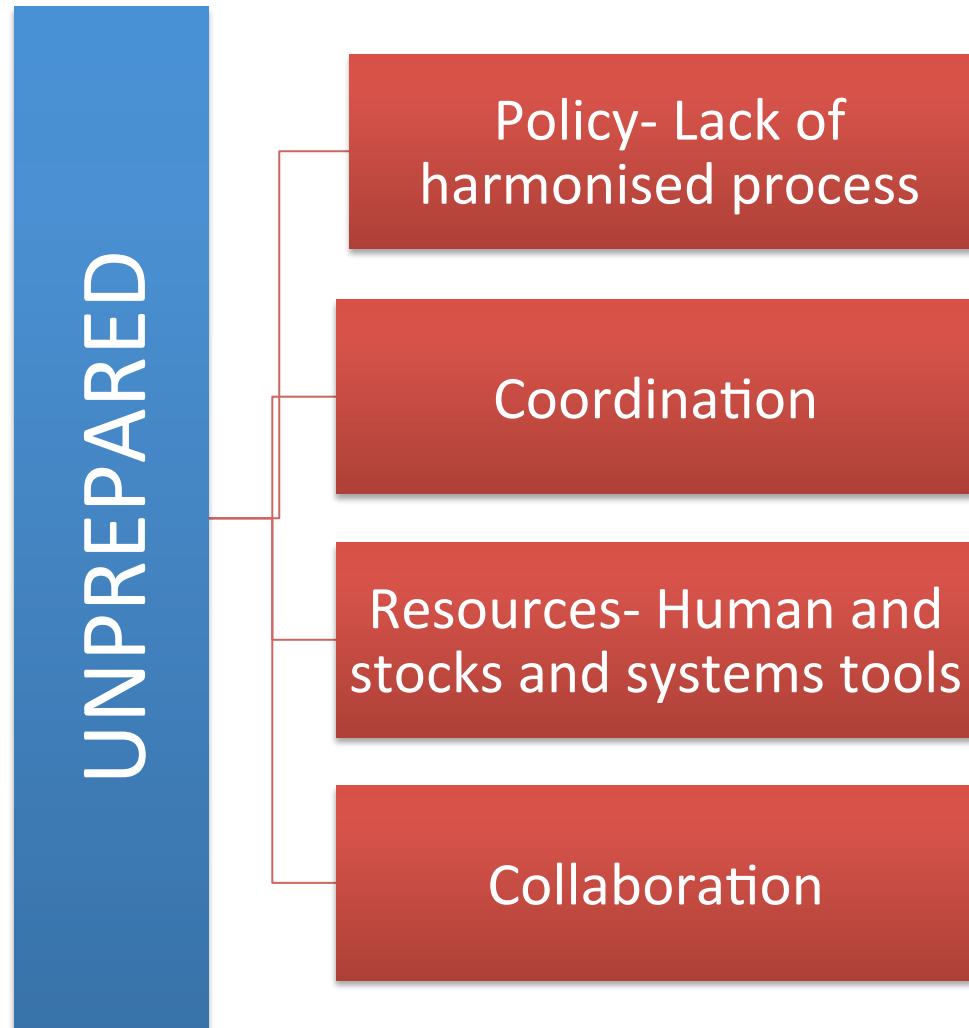 UNPREPARED
Policy- Lack of
harmonised process
Coordination
Resources- Human and
stocks and systems tools
Collaboration